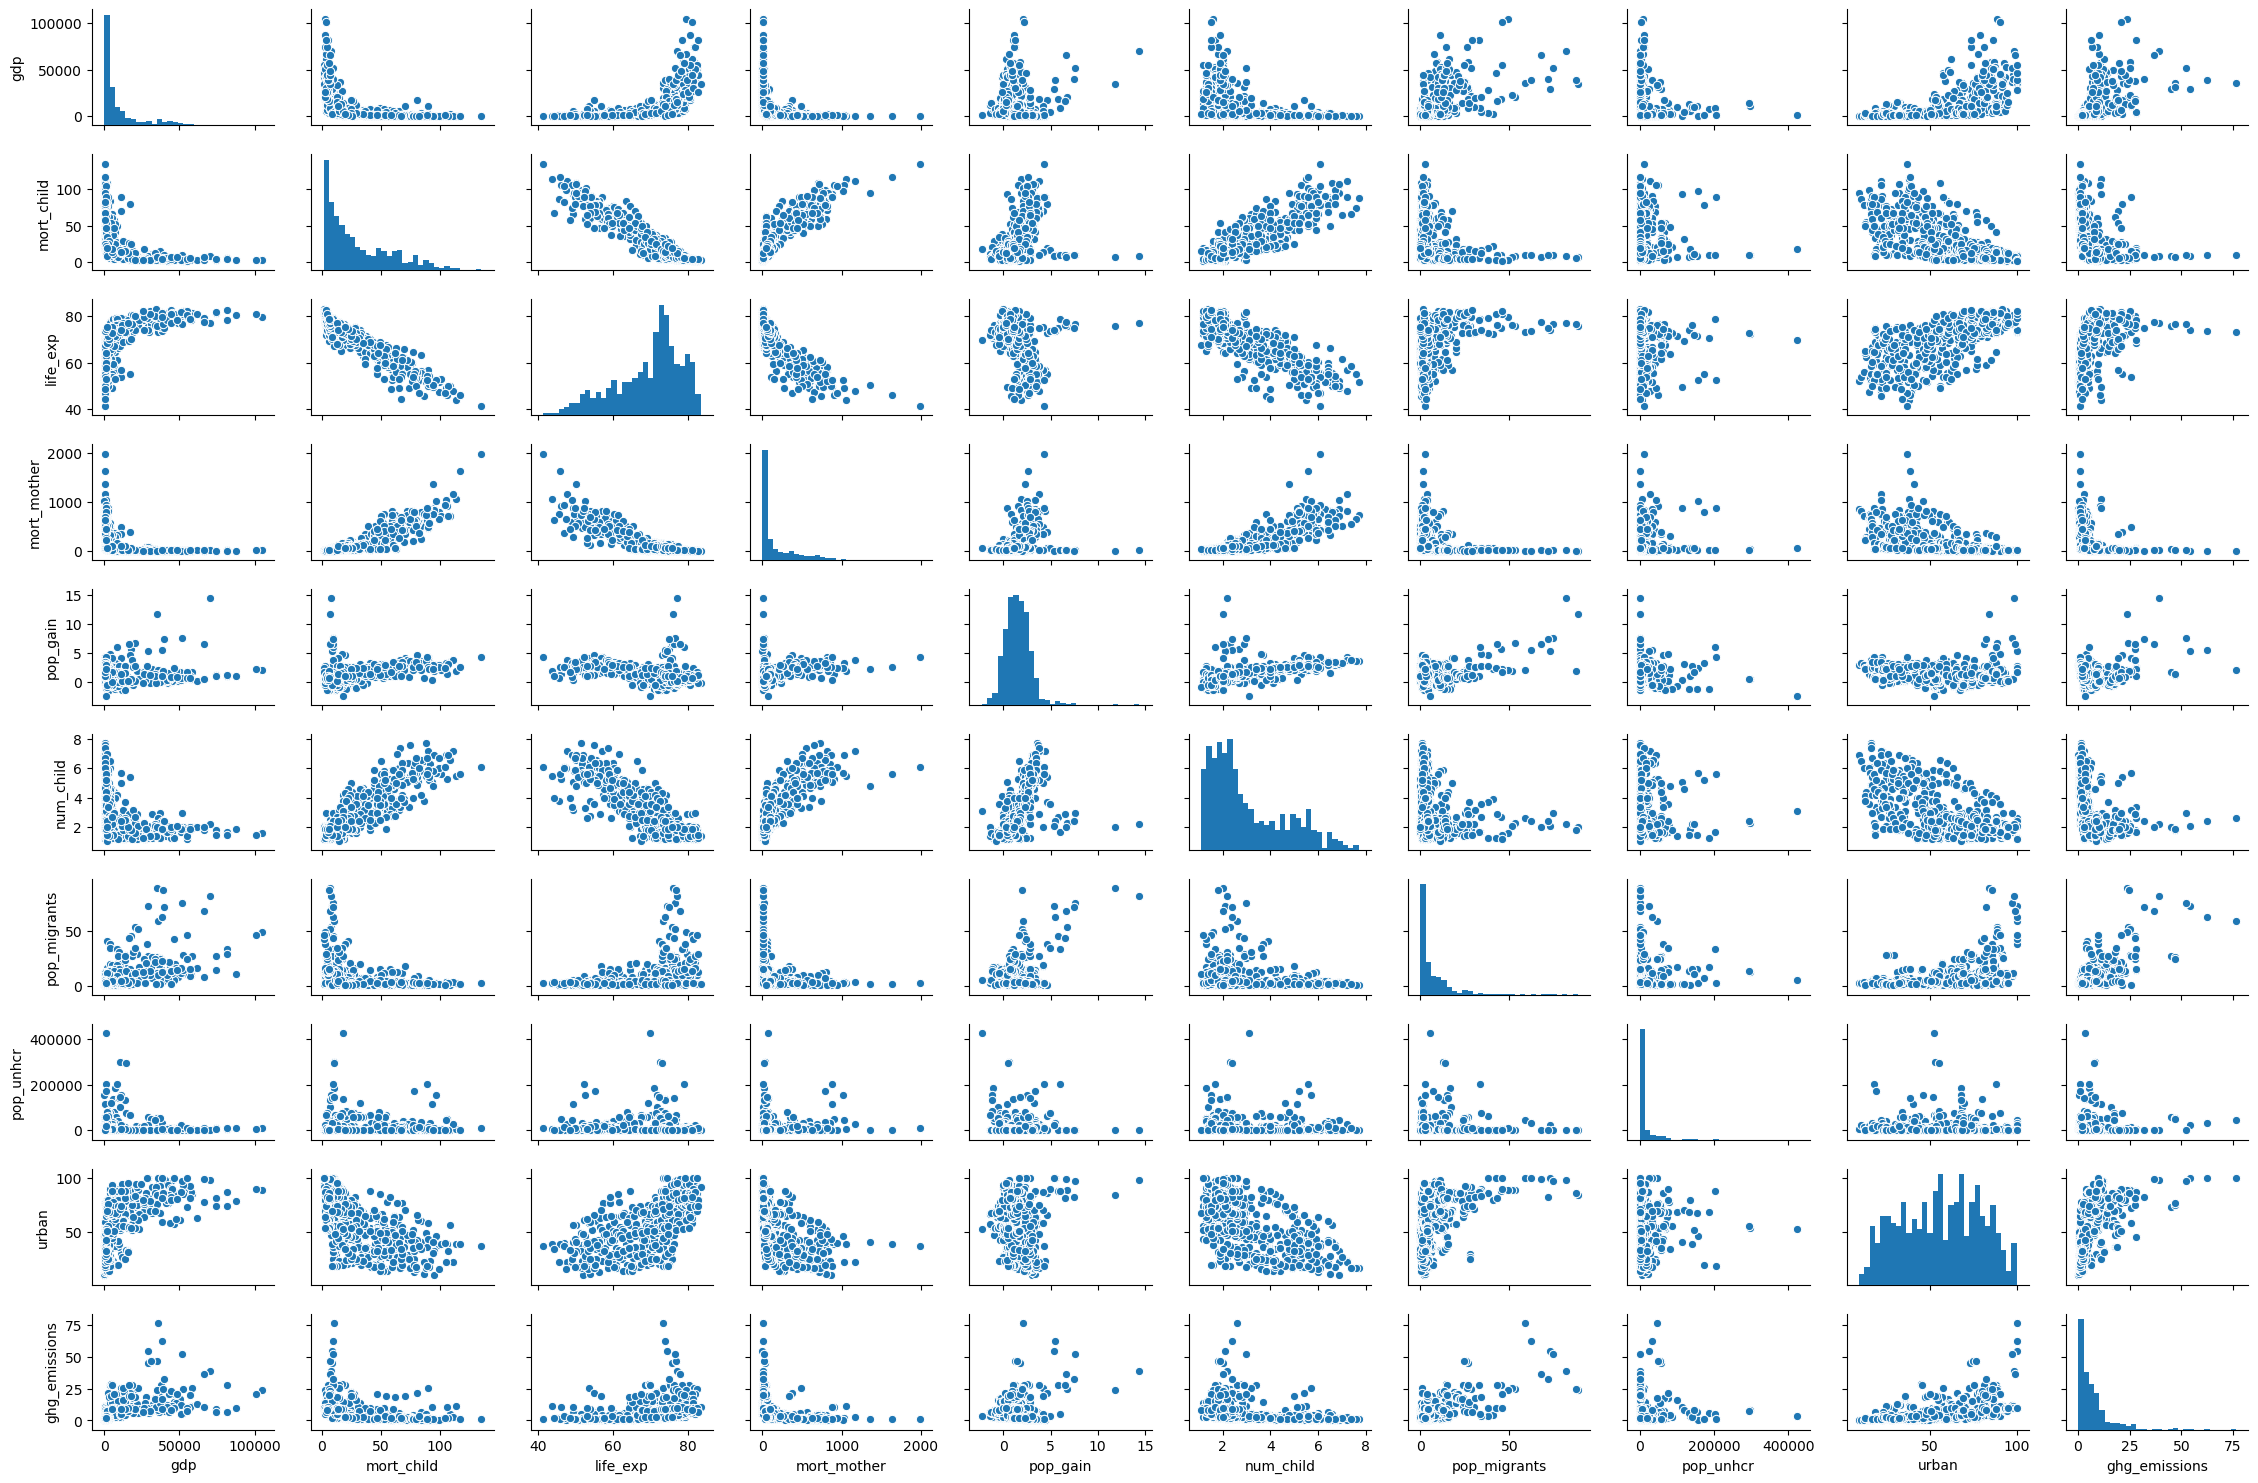 100000
50000
0
gdp
100
50
0
mort_child
80
60
40
life_exp
2000
1000
0
mort_mother
15
10
5
0
pop_gain
8
6
4
2
num_child
50
0
pop_migrants
400000
200000
0
pop_unhcr
100
50
urban
75
50
25
0
ghg_emissions
0 50000 100000 0 50 100 40 60 80 0 1000 2000 0 5 10 15 2 4 6 8 0 50 0 200000 400000 50 100 0 25 50 75
gdp mort_child life_exp mort_mother pop_gain num_child pop_migrants pop_unhcr urban ghg_emissions